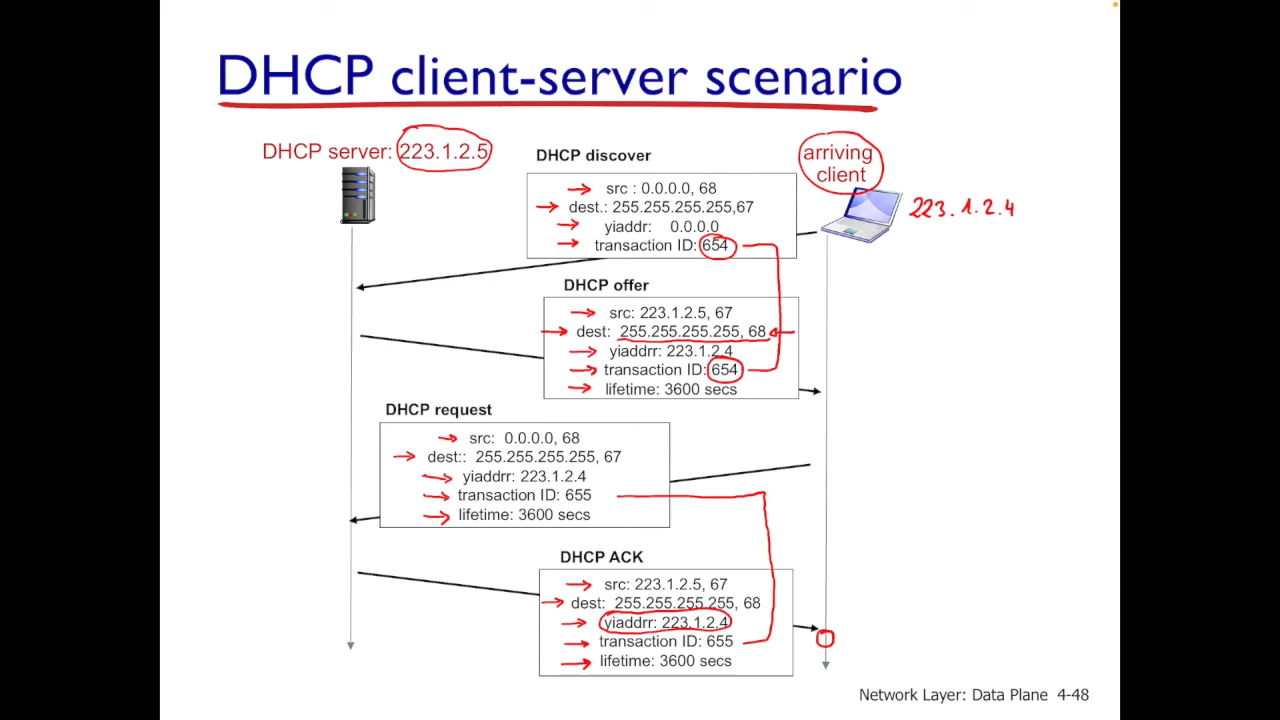 DHCP client-server scenario
DHCP server: 223.1.2.5
arriving
client
223.1.2.4
DHCP discover
src : 0.0.0.0, 68
dest.: 255.255.255.255,67
yiaddr: 0.0.0.0
transaction ID: 654
DHCP offer
src: 223.1.2.5, 67
dest: 255.255.255.255, 68
yiaddrr: 223.1.2.4
transaction ID: 654
lifetime: 3600 secs
DHCP request
src: 0.0.0.0, 68
dest:: 255.255.255.255, 67
yiaddrr: 223.1.2.4
transaction ID: 655
lifetime: 3600 secs
DHCP ACK
src: 223.1.2.5, 67
dest: 255.255.255.255, 68
yiaddrr: 223.1.2.4
transaction ID: 655
lifetime: 3600 secs
Network Layer: Data Plane 4-48